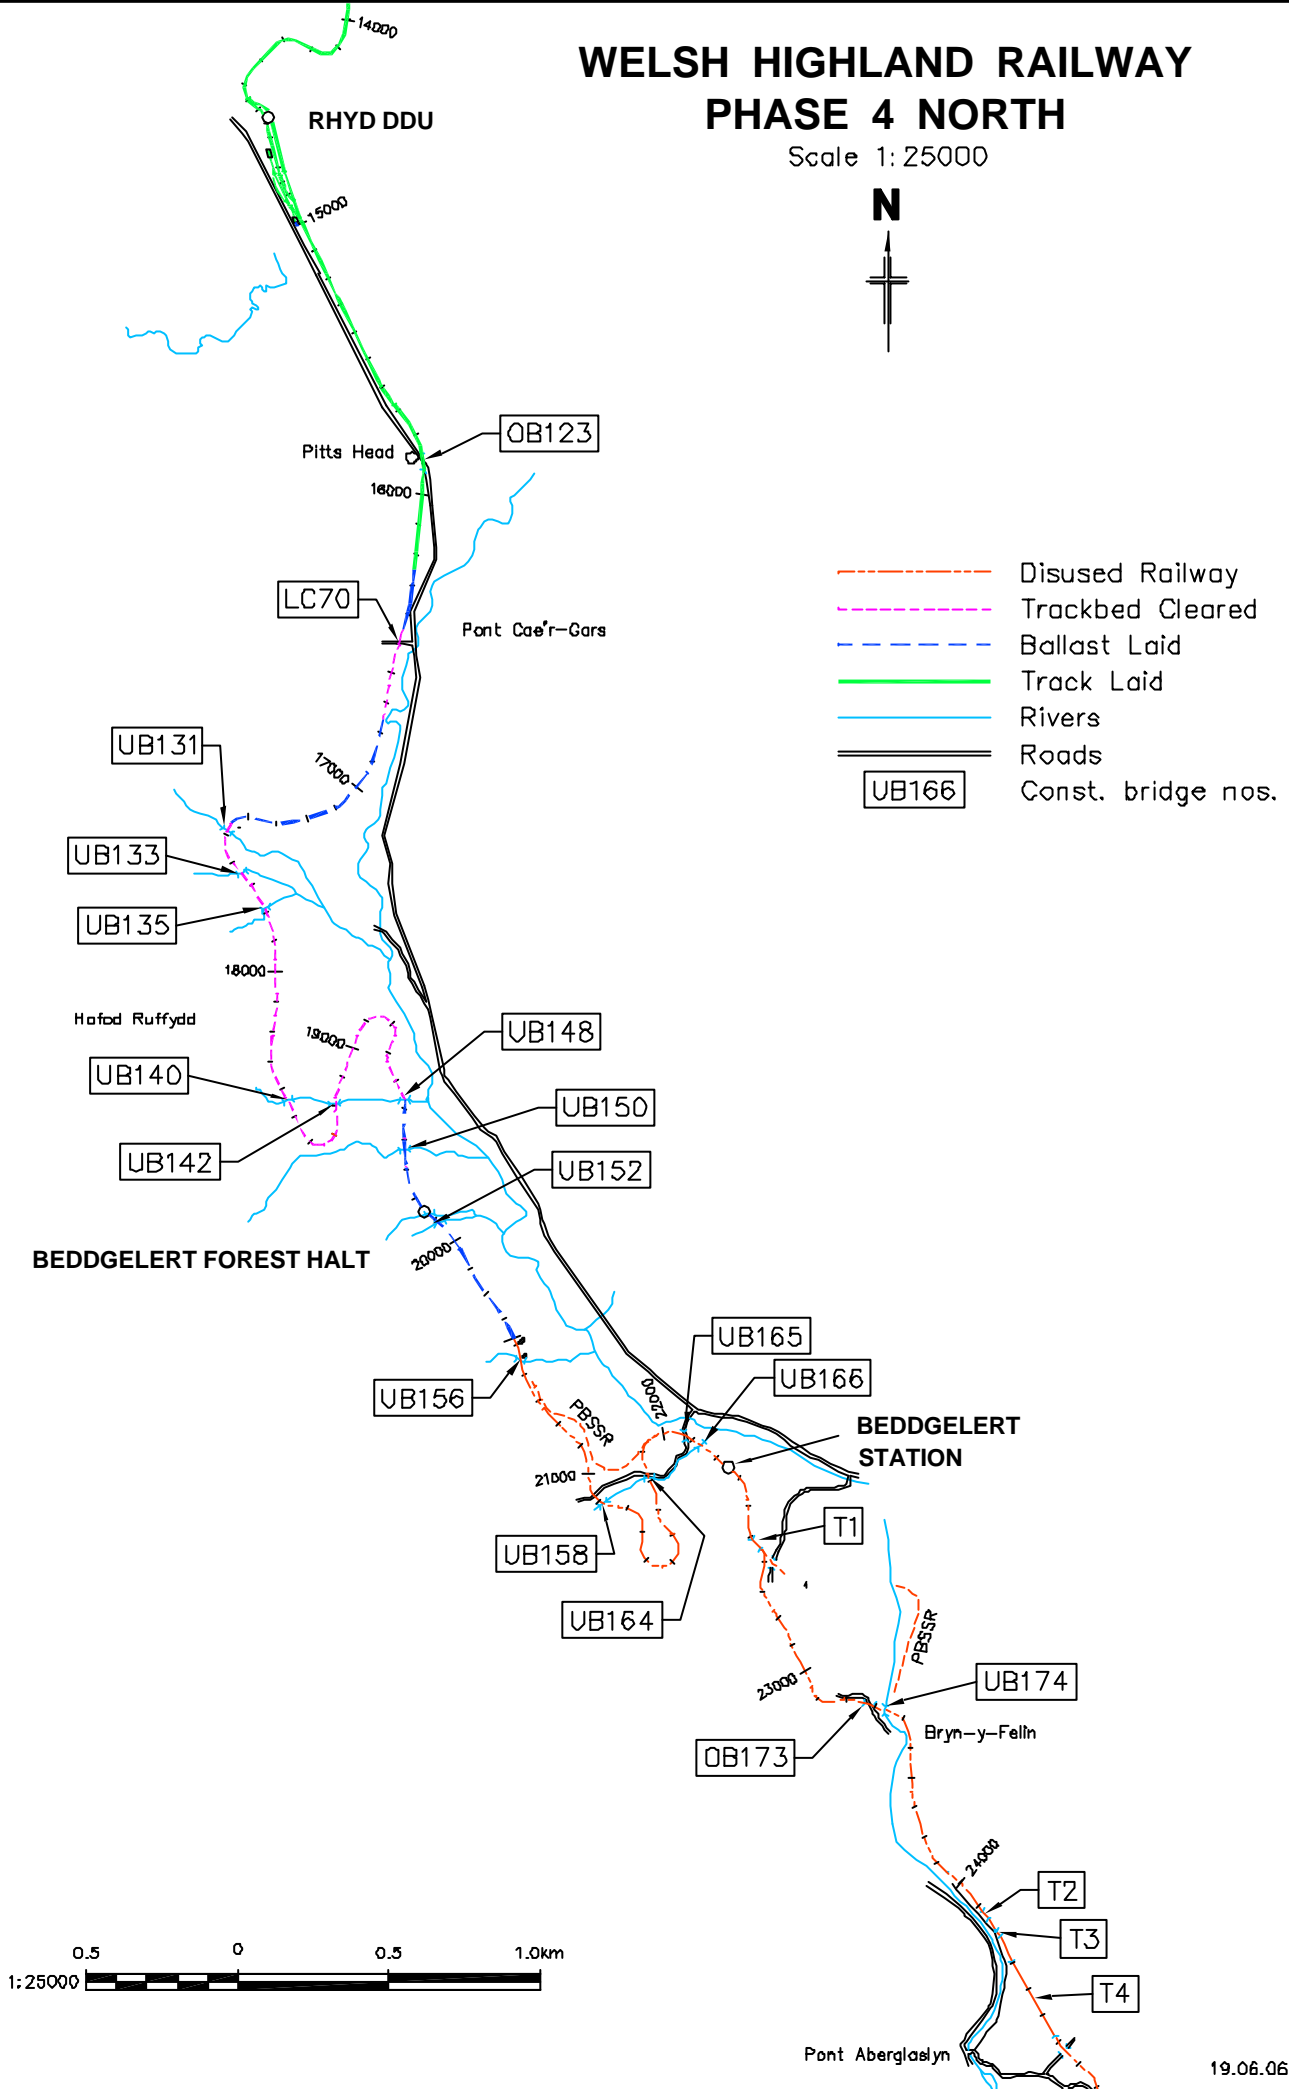 14000
WELSH HIGHLAND RAILWAY
PHASE 4 NORTH
Scale 1:25000
N
RHYD DDU
15000
OB123
Pitts Head
16000
LC70
Pont Cae'r-Gors
Disused Railway
Trackbed Cleared
Ballast Laid
Track Laid
Rivers
Roads
UB166 Const. bridge nos.
UB131
17000
UB133
UB135
18000
Hafod Ruffydd
19000
UB148
UB140
UB150
UB142
UB152
BEDDGELERT FOREST HALT
20000
UB165
UB166
UB156
22000
PBSSR
BEDDGELERT
STATION
21000
T1
UB158
UB164
PBSSR
23000
UB174
Bryn-y-Felin
OB173
24000
T2
T3
T4
0.5 0 0.5 1.0km
1:25000
Pont Aberglaslyn
19.06.06